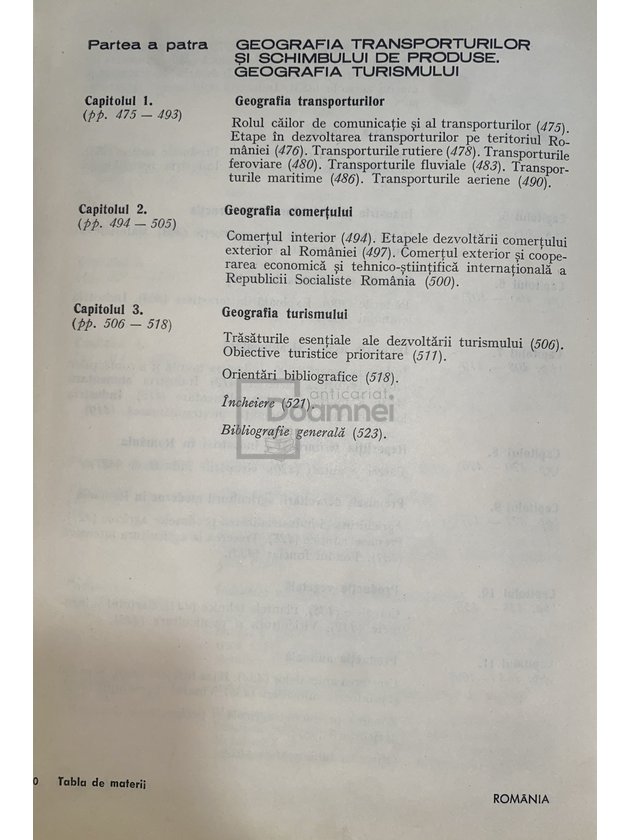 Partea a patra
GEOGRAFIA TRANSPORTURILOR
ȘI SCHIMBULUI DE PRODUSE.
GEOGRAFIA TURISMULUI
Capitolul 1.
(pp. 475 — 493)
Geografia transporturilor
Rolul căilor de comunicație și al transporturilor (475).
Etape în dezvoltarea transporturilor pe teritoriul Ro-
mâniei (476). Transporturile rutiere (478). Transporturile
feroviare (480). Transporturile fluviale (483). Transpor-
turile maritime (486). Transporturile aeriene (490).
Capitolul 2.
(pp. 494 — 505)
Geografia comerțului
Comerțul interior (494). Etapele dezvoltării comerțului
exterior al României (497). Comerțul exterior și coope-
rarea economică și tehnico-științifică internațională a
Republicii Socialiste România (500).
Capitolul 3.
(pp. 506 — 518)
Geografia turismului
Trăsăturile esențiale ale dezvoltării turismului (506).
Obiective turistice prioritare (511).
Orientări bibliografice (518).
anticariat
Doamnei
Încheiere (521).
Bibliografie generală (523).
0 Tabla de materii
ROMÂNIA